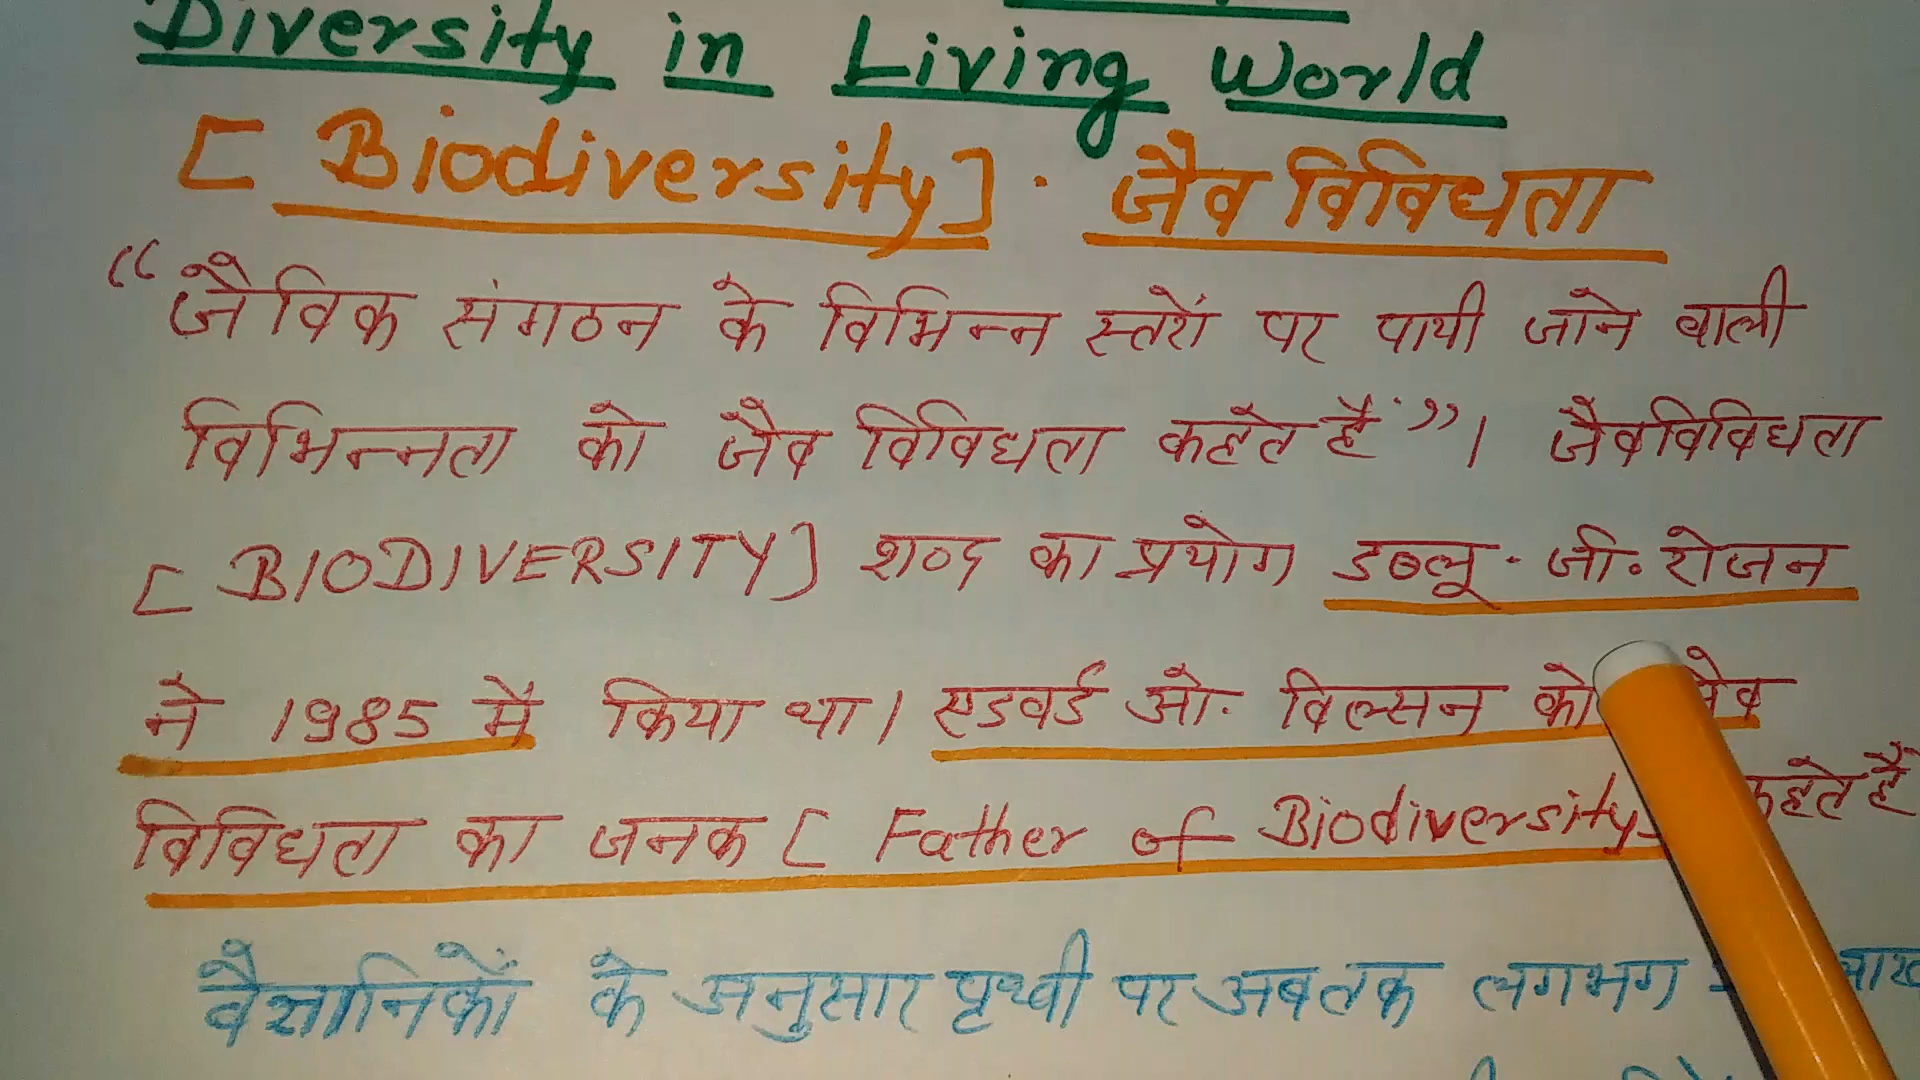 Diversity in Living World
[ Biodiversity ]. जैव विविधता
“जैविक संगठन के विभिन्न स्तरों पर पायी जाने वाली
विभिन्नता को जैव विविधता कहते हैं”। जैवविविधता
[ BIODIVERSITY ] शब्द का प्रयोग डब्लू. जी. रोजन
ने 1985 में किया था। एडवर्ड ओ. विल्सन को जैव
विविधता का जनक [ Father of Biodiversity ] कहते हैं
वैज्ञानिकों के अनुसार पृथ्वी पर अबतक लगभग